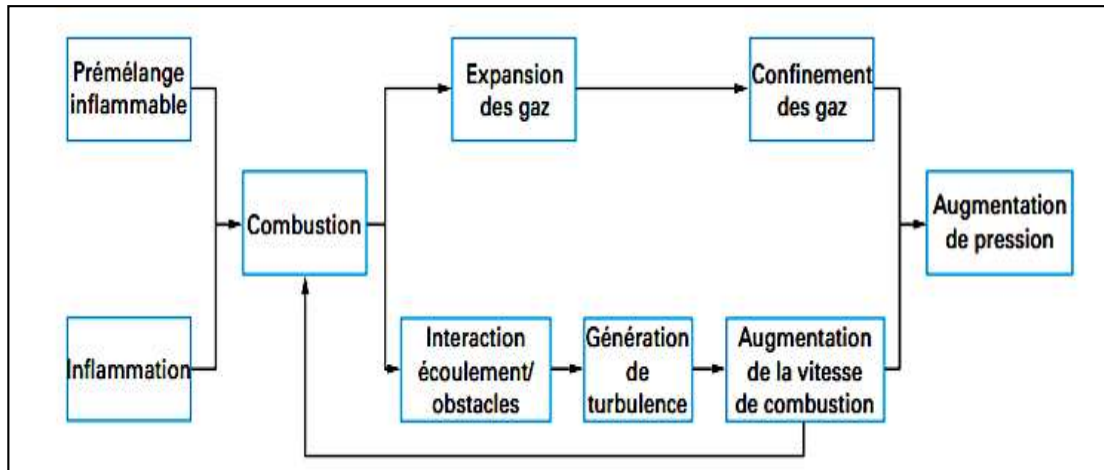 Prémélange
inflammable
Expansion
des gaz
Confinement
des gaz
Combustion
Augmentation
de pression
Inflammation
Interaction
écoulement/
obstacles
Génération
de
turbulence
Augmentation
de la vitesse
de combustion